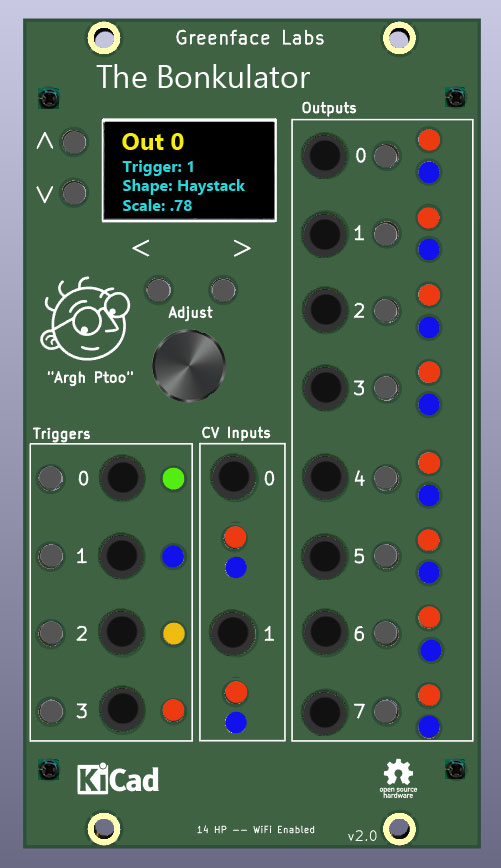 Greenface Labs
The Bonkulator
Outputs
Out 0
Trigger: 1
Shape: Haystack
Scale: .78
< >
Adjust
"Argh Ptoo"
0
1
2
3
4
5
6
7
Triggers
0
1
2
3
CV Inputs
0
1
KiCad
open source
hardware
14 HP –– WiFi Enabled
v2.0